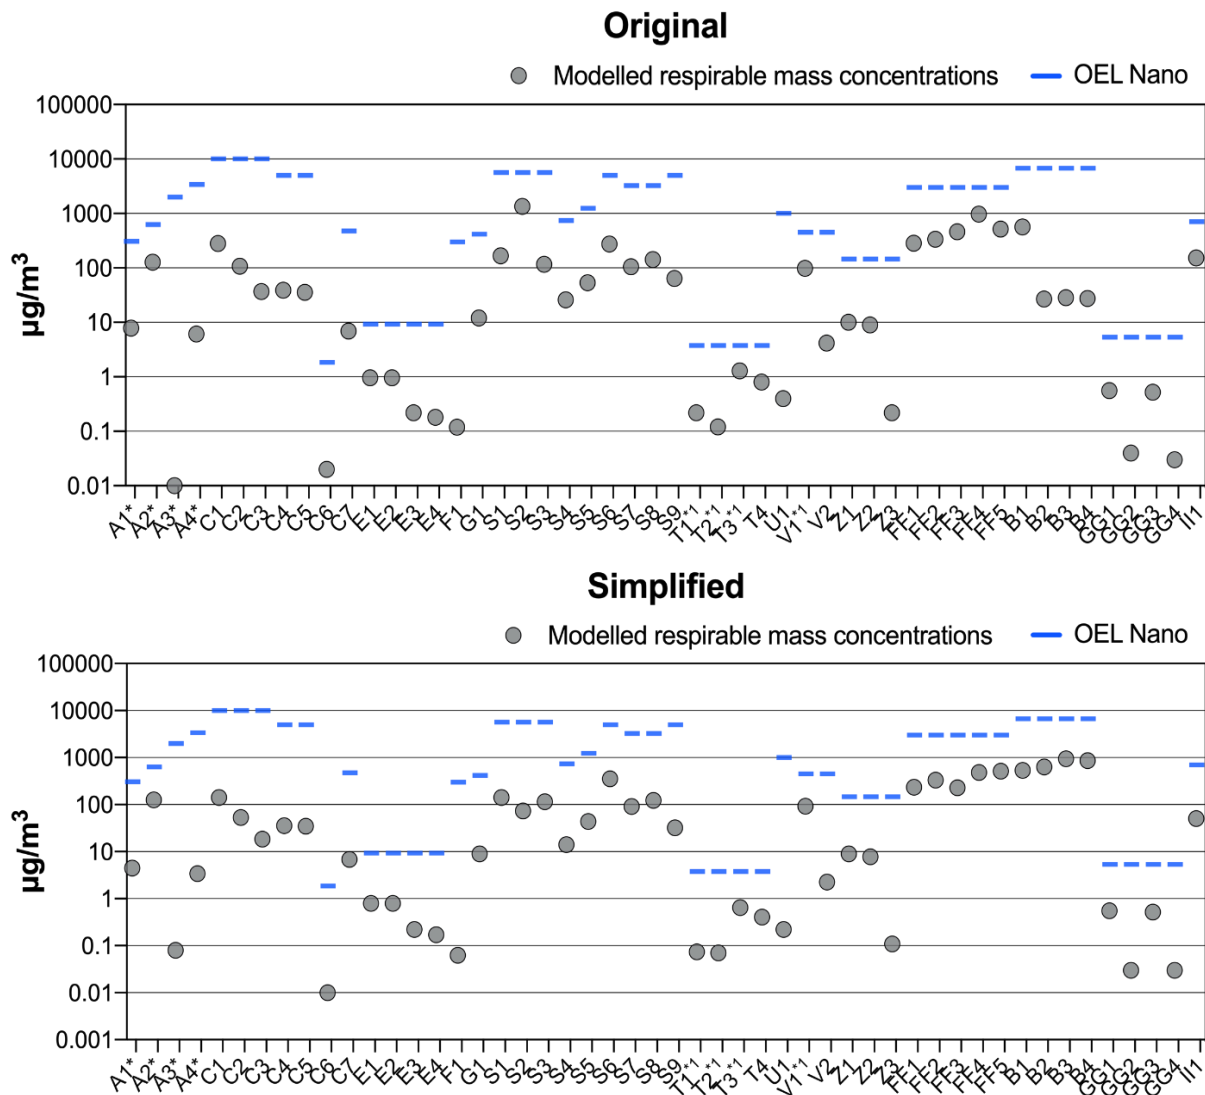 Original
Modelled respirable mass concentrations OEL Nano
100000
10000
1000
100
10
1
0.1
0.01
µg/m³
A1* A2* A3* A4* C1 C2 C3 C4 C5 C6 C7 E1 E2 E3 E4 F1 G1 S1 S2 S3 S4 S5 S6 S7 S8 S9 T1*¹ T2*¹ T3*¹ T4 U1 V1*¹ V2 Z1 Z2 Z3 FF1 FF2 FF3 FF4 FF5 B1 B2 B3 B4 GG1 GG2 GG3 GG4 II1
Simplified
Modelled respirable mass concentrations OEL Nano
100000
10000
1000
100
10
1
0.1
0.01
0.001
µg/m³
A1* A2* A3* A4* C1 C2 C3 C4 C5 C6 C7 E1 E2 E3 E4 F1 G1 S1 S2 S3 S4 S5 S6 S7 S8 S9 T1*¹ T2*¹ T3*¹ T4 U1 V1*¹ V2 Z1 Z2 Z3 FF1 FF2 FF3 FF4 FF5 B1 B2 B3 B4 GG1 GG2 GG3 GG4 II1